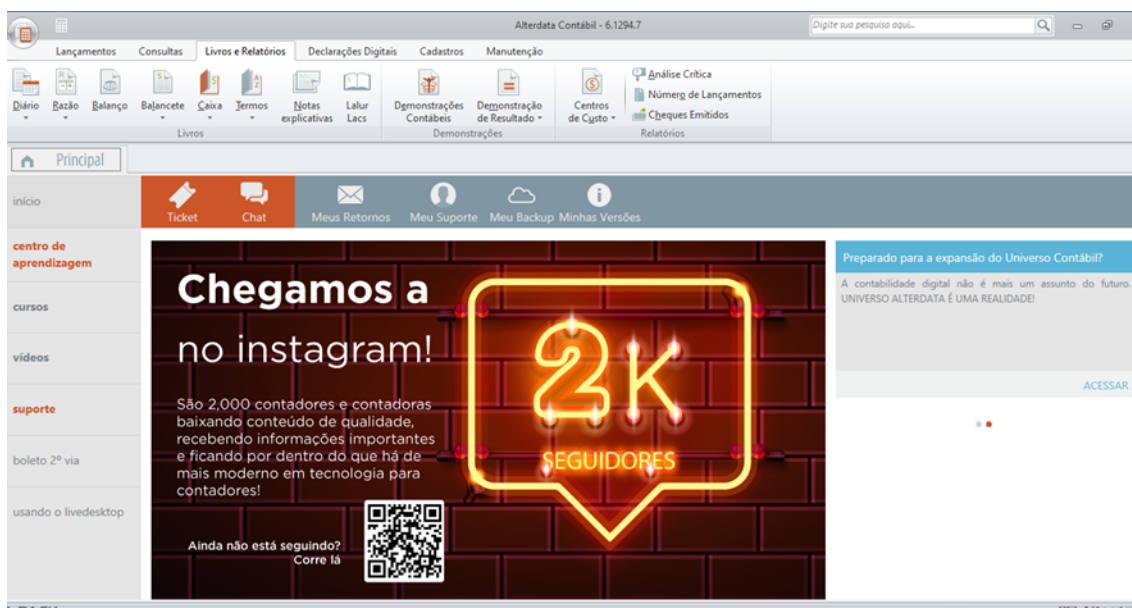 Alterdata Contábil - 6.1294.7
Digite sua pesquisa aqui...
Lançamentos Consultas Livros e Relatórios Declarações Digitais Cadastros Manutenção
Diário Razão Balanço Balancete Caixa Termos Notas explicativas Lalur Lacs
Livros
Demonstrações Contábeis Demonstração de Resultado
Demonstrações
Centros de Custo
Análise Crítica
Número de Lançamentos
Cheques Emitidos
Relatórios
Principal
início
centro de
aprendizagem
cursos
vídeos
suporte
boleto 2º via
usando o livedesktop
Ticket Chat Meus Retornos Meu Suporte Meu Backup Minhas Versões
Chegamos a
no instagram!
São 2,000 contadores e contadoras
baixando conteúdo de qualidade,
recebendo informações importantes
e ficando por dentro do que há de
mais moderno em tecnologia para
contadores!
Ainda não está seguindo?
Corre lá
2K
SEGUIDORES
Preparado para a expansão do Universo Contábil?
A contabilidade digital não é mais um assunto do futuro.
UNIVERSO ALTERDATA É UMA REALIDADE!
ACESSAR